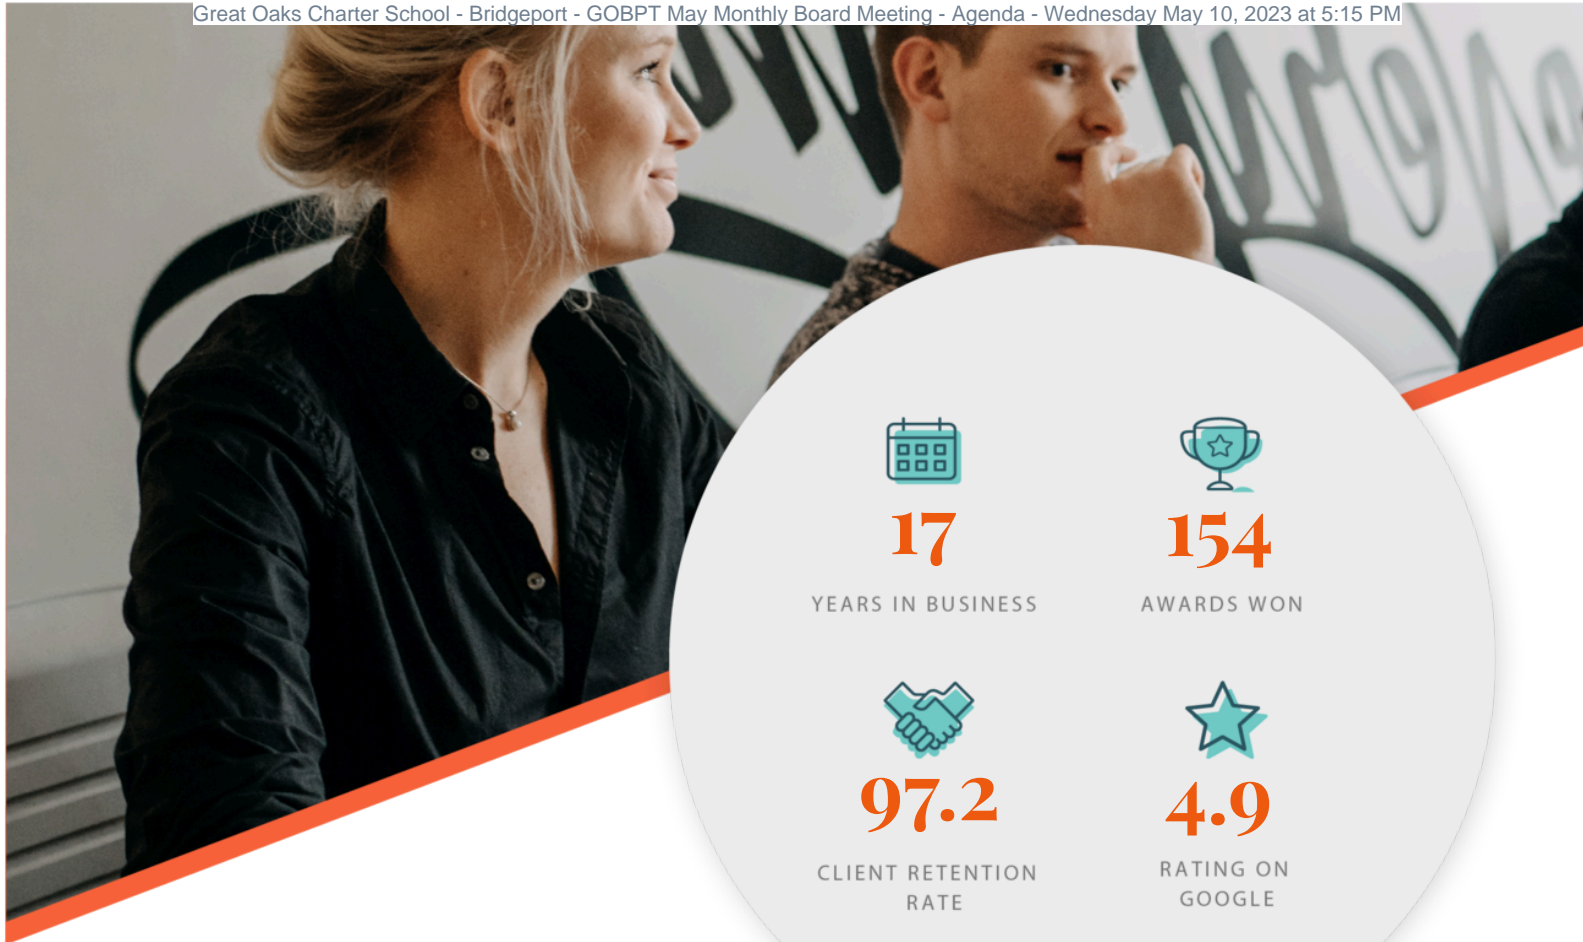 Great Oaks Charter School - Bridgeport - GOBPT May Monthly Board Meeting - Agenda - Wednesday May 10, 2023 at 5:15 PM
17
YEARS IN BUSINESS
154
AWARDS WON
97.2
CLIENT RETENTION
RATE
4.9
RATING ON
GOOGLE